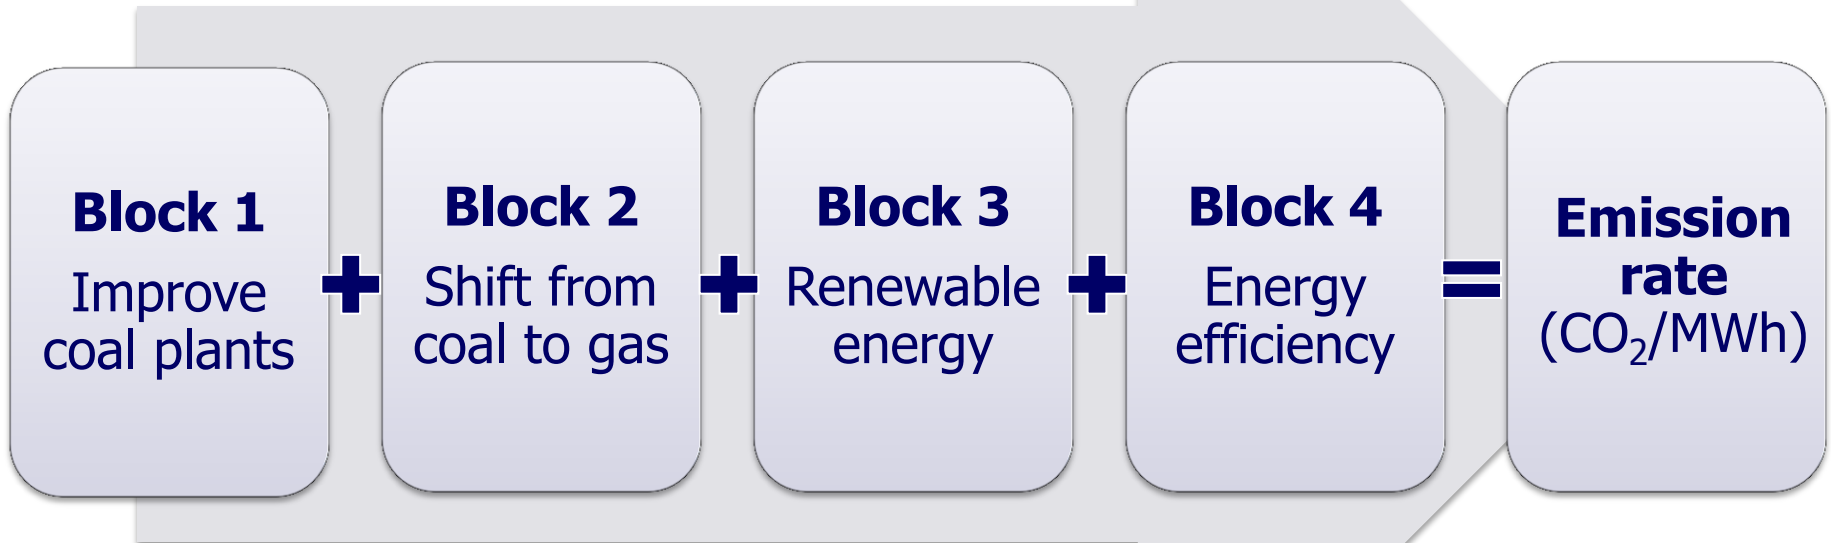 Block 1
Improve
coal plants
+
Block 2
Shift from
coal to gas
+
Block 3
Renewable
energy
+
Block 4
Energy
efficiency
=
Emission
rate
(CO₂/MWh)